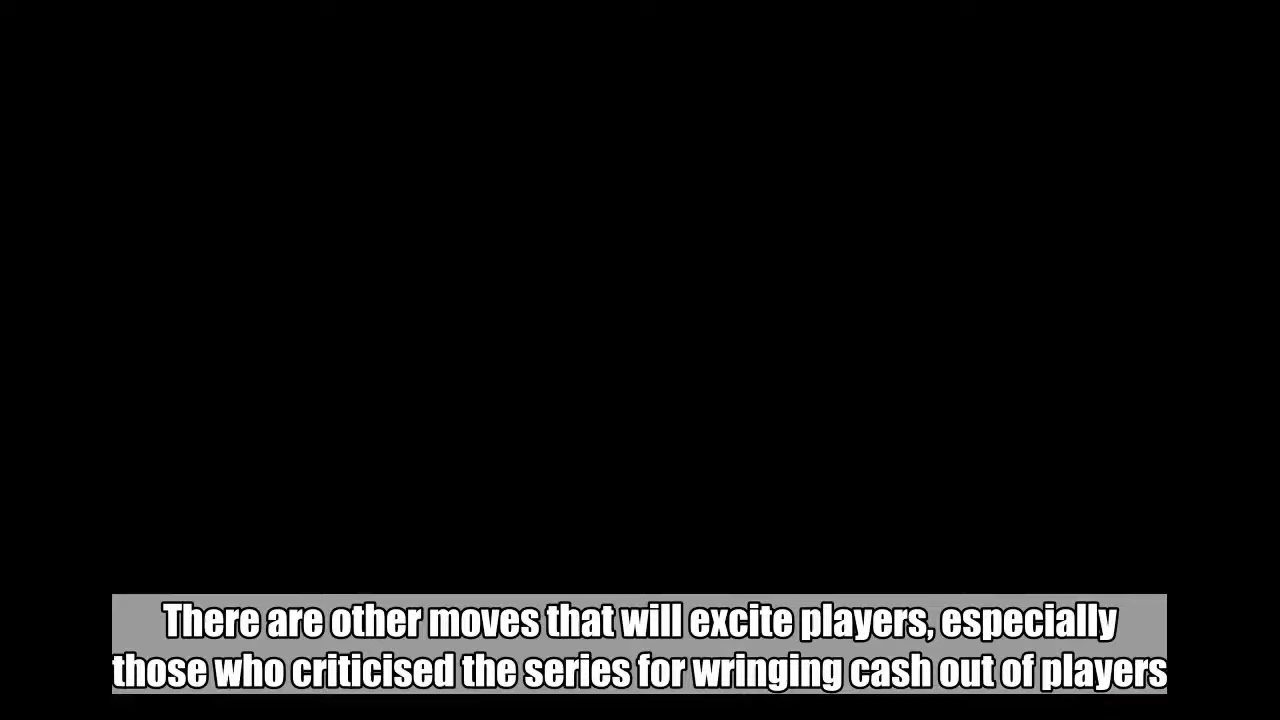 There are other moves that will excite players, especially
those who criticised the series for wringing cash out of players